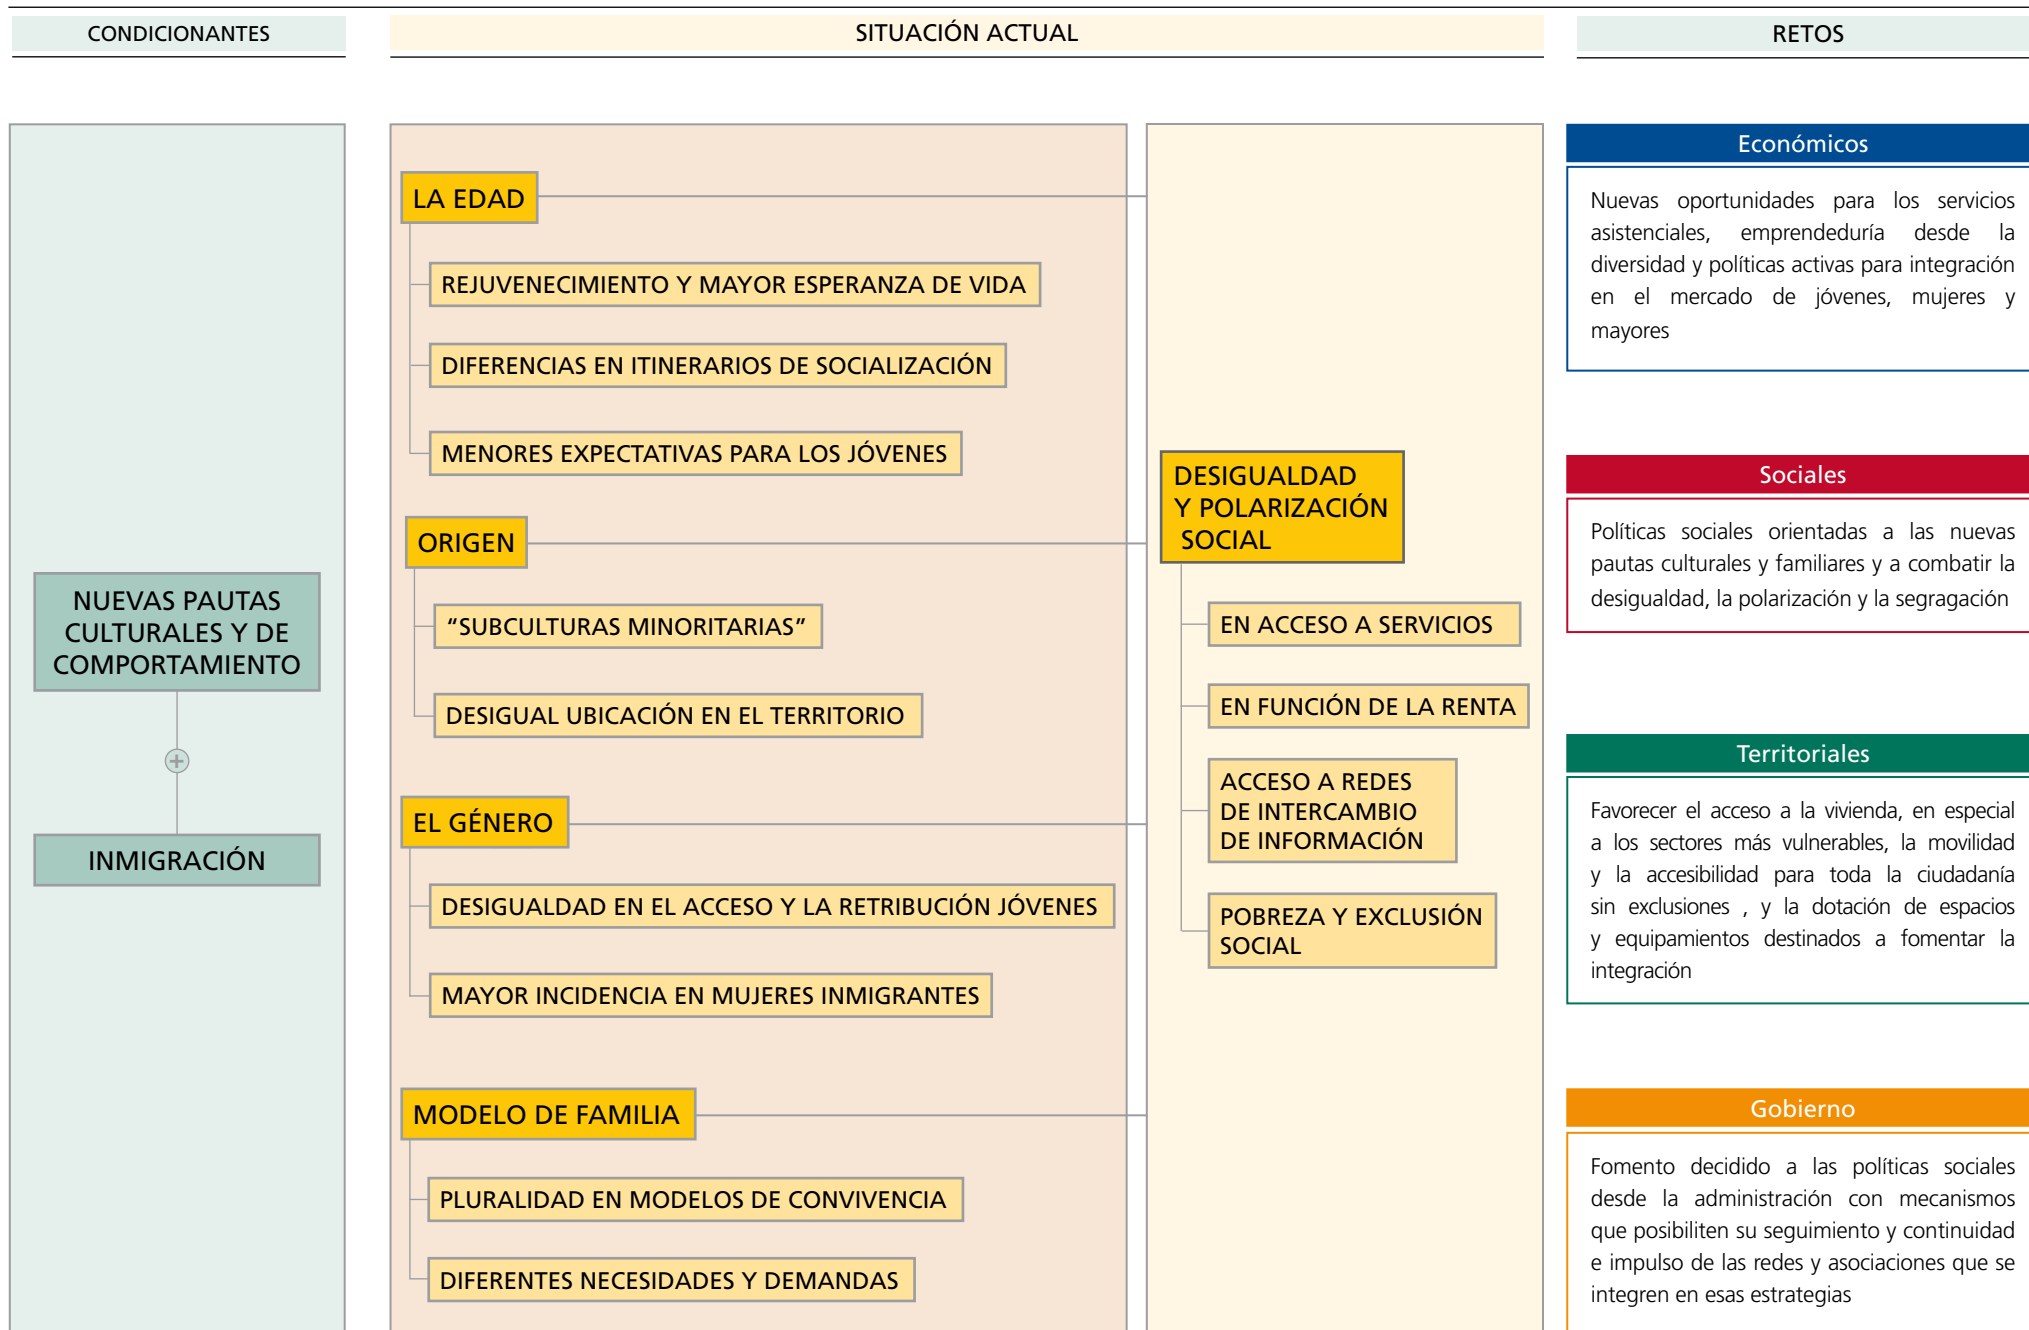 CONDICIONANTES
SITUACIÓN ACTUAL
RETOS
NUEVAS PAUTAS
CULTURALES Y DE
COMPORTAMIENTO
+
INMIGRACIÓN
LA EDAD
REJUVENECIMIENTO Y MAYOR ESPERANZA DE VIDA
DIFERENCIAS EN ITINERARIOS DE SOCIALIZACIÓN
MENORES EXPECTATIVAS PARA LOS JÓVENES
ORIGEN
“SUBCULTURAS MINORITARIAS”
DESIGUAL UBICACIÓN EN EL TERRITORIO
EL GÉNERO
DESIGUALDAD EN EL ACCESO Y LA RETRIBUCIÓN JÓVENES
MAYOR INCIDENCIA EN MUJERES INMIGRANTES
MODELO DE FAMILIA
PLURALIDAD EN MODELOS DE CONVIVENCIA
DIFERENTES NECESIDADES Y DEMANDAS
DESIGUALDAD
Y POLARIZACIÓN
SOCIAL
EN ACCESO A SERVICIOS
EN FUNCIÓN DE LA RENTA
ACCESO A REDES
DE INTERCAMBIO
DE INFORMACIÓN
POBREZA Y EXCLUSIÓN
SOCIAL
Económicos
Nuevas oportunidades para los servicios
asistenciales, emprendeduría desde la
diversidad y políticas activas para integración
en el mercado de jóvenes, mujeres y
mayores
Sociales
Políticas sociales orientadas a las nuevas
pautas culturales y familiares y a combatir la
desigualdad, la polarización y la segragación
Territoriales
Favorecer el acceso a la vivienda, en especial
a los sectores más vulnerables, la movilidad
y la accesibilidad para toda la ciudadanía
sin exclusiones , y la dotación de espacios
y equipamientos destinados a fomentar la
integración
Gobierno
Fomento decidido a las políticas sociales
desde la administración con mecanismos
que posibiliten su seguimiento y continuidad
e impulso de las redes y asociaciones que se
integren en esas estrategias